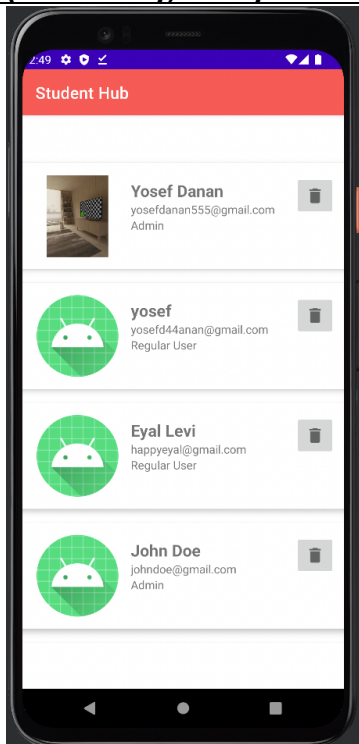 2:49
Student Hub
Yosef Danan
yosefdanan555@gmail.com
Admin
yosef
yosefd44anan@gmail.com
Regular User
Eyal Levi
happyeyal@gmail.com
Regular User
John Doe
johndoe@gmail.com
Admin